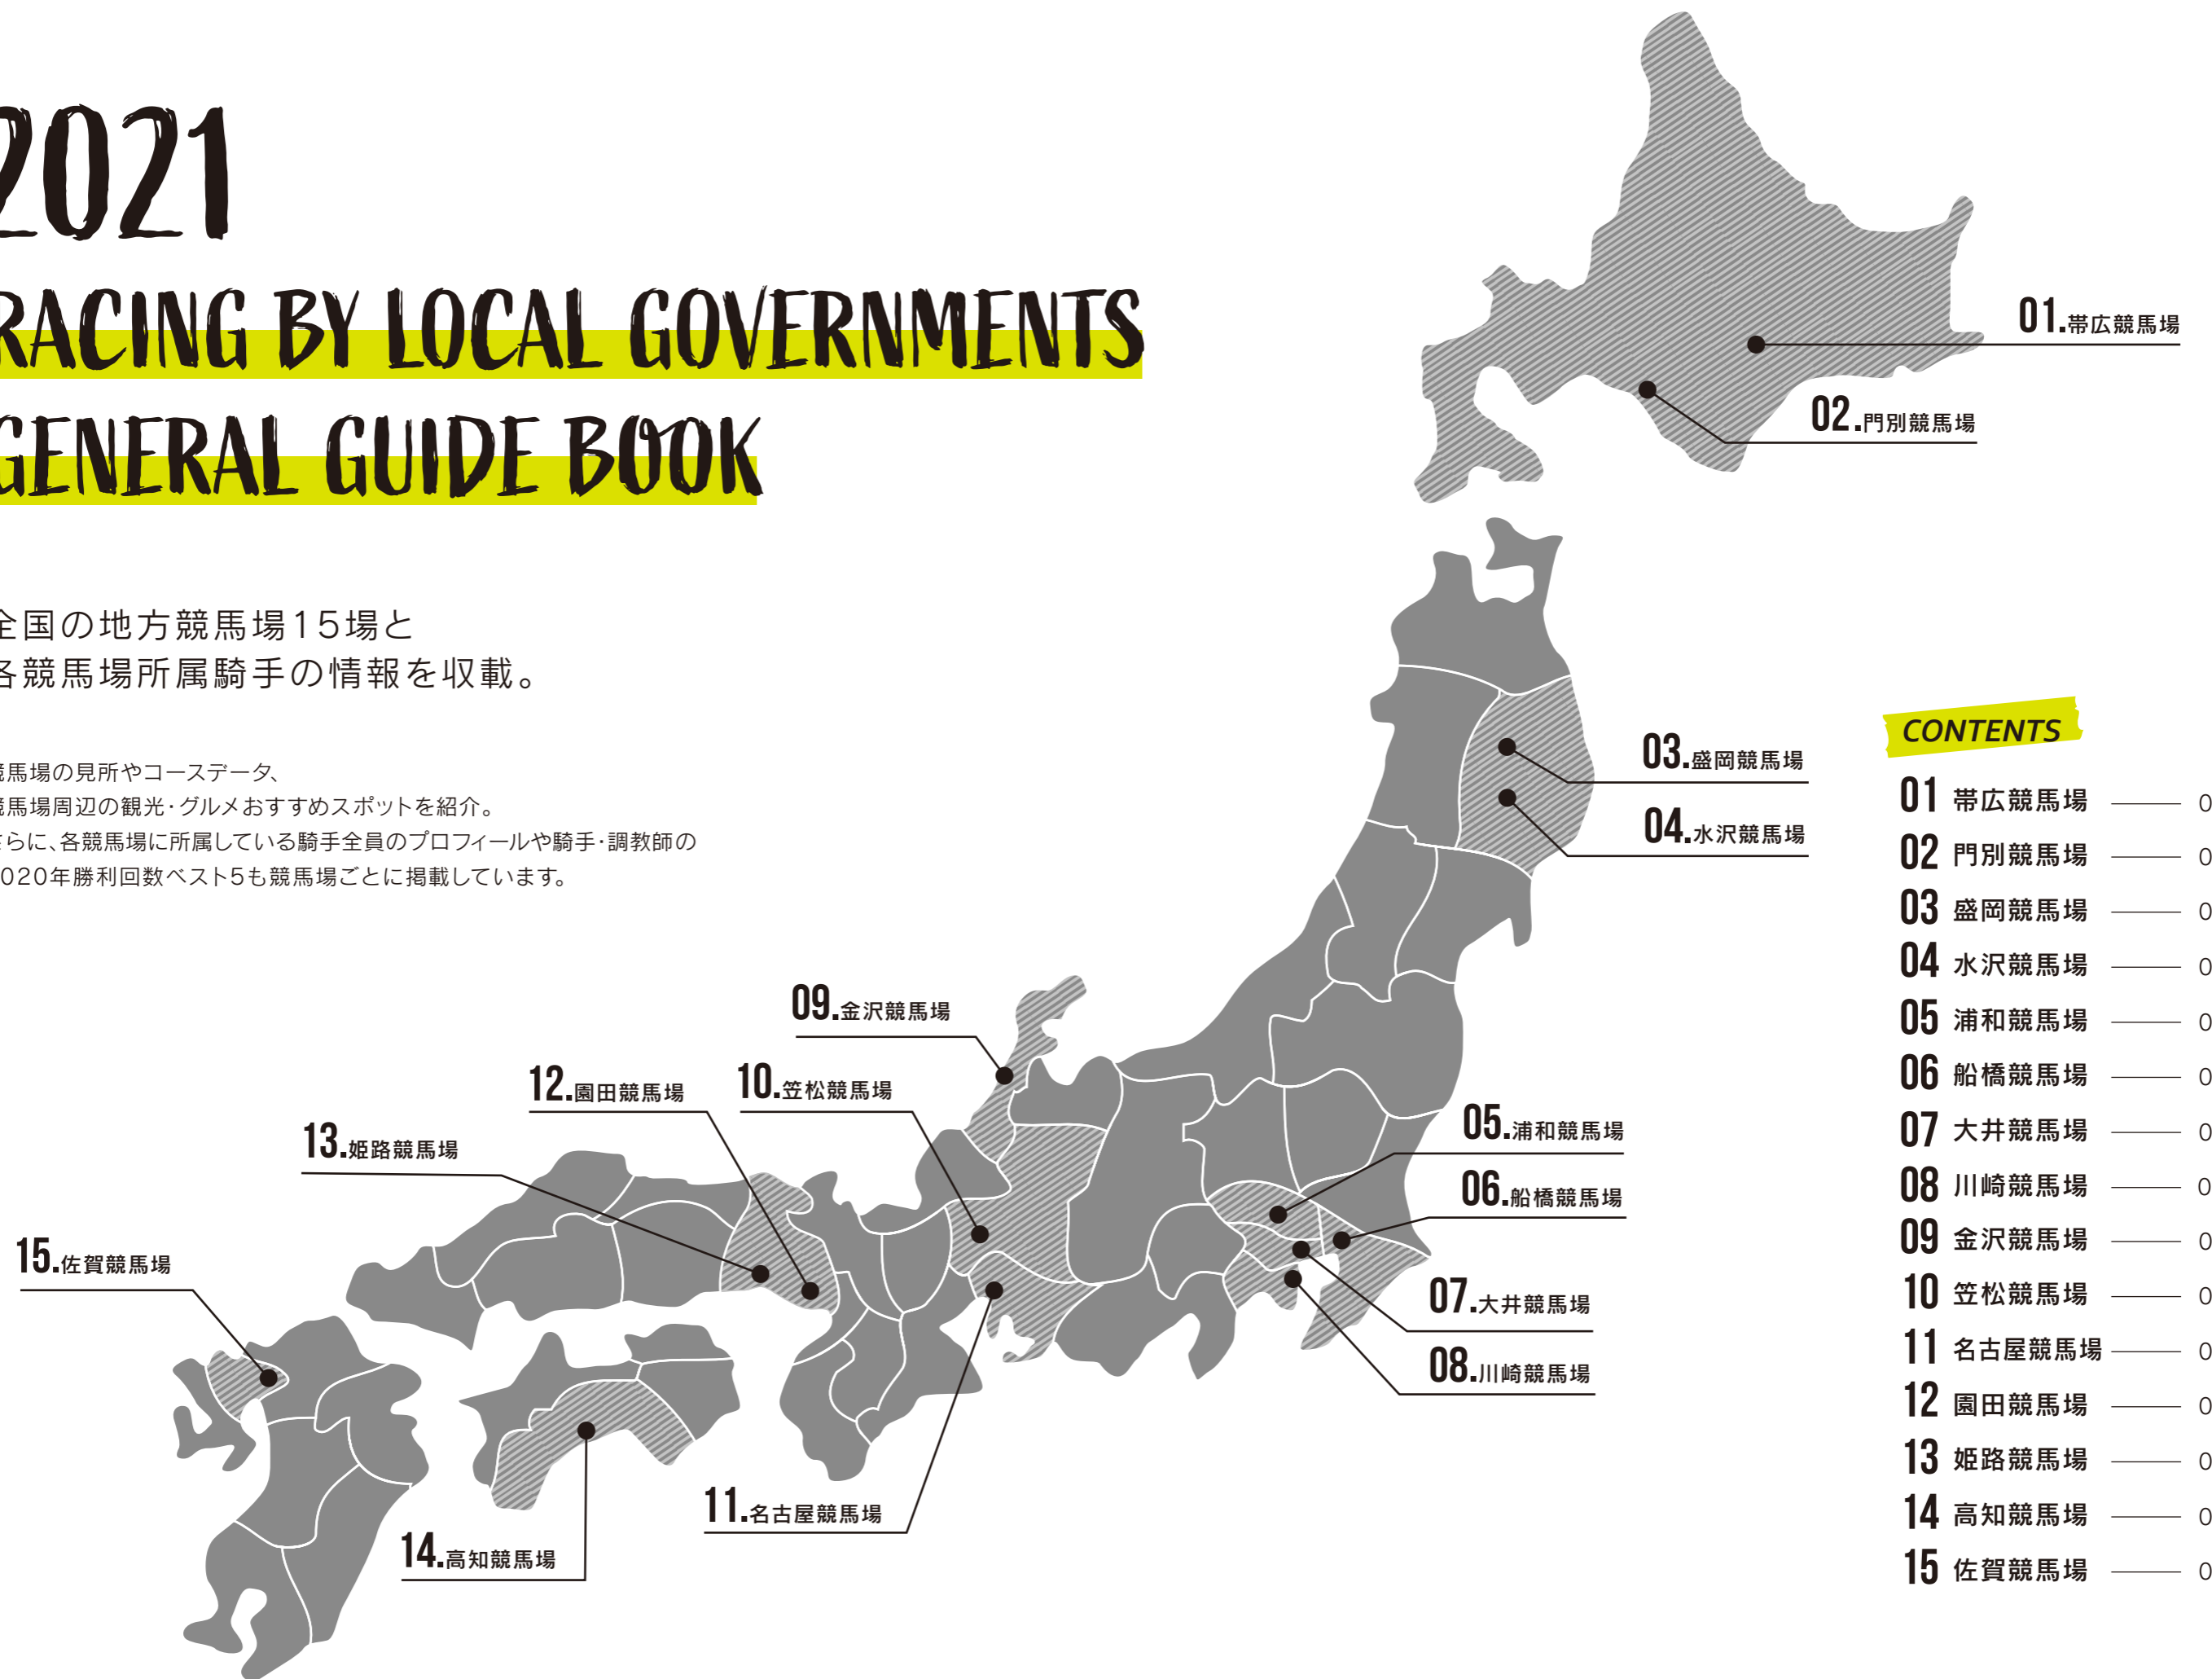 2021
RACING BY LOCAL GOVERNMENTS
GENERAL GUIDE BOOK
全国の地方競馬場15場と
各競馬場所属騎手の情報を収載。
競馬場の見所やコースデータ、
競馬場周辺の観光・グルメおすすめスポットを紹介。
さらに、各競馬場に所属している騎手全員のプロフィールや騎手・調教師の
2020年勝利回数ベスト5も競馬場ごとに掲載しています。
01.帯広競馬場
02.門別競馬場
03.盛岡競馬場
04.水沢競馬場
09.金沢競馬場
12.園田競馬場
10.笠松競馬場
13.姫路競馬場
05.浦和競馬場
06.船橋競馬場
15.佐賀競馬場
07.大井競馬場
08.川崎競馬場
11.名古屋競馬場
14.高知競馬場
CONTENTS
01 帯広競馬場 0
02 門別競馬場 0
03 盛岡競馬場 0
04 水沢競馬場 0
05 浦和競馬場 0
06 船橋競馬場 0
07 大井競馬場 0
08 川崎競馬場 0
09 金沢競馬場 0
10 笠松競馬場 0
11 名古屋競馬場 0
12 園田競馬場 0
13 姫路競馬場 0
14 高知競馬場 0
15 佐賀競馬場 0